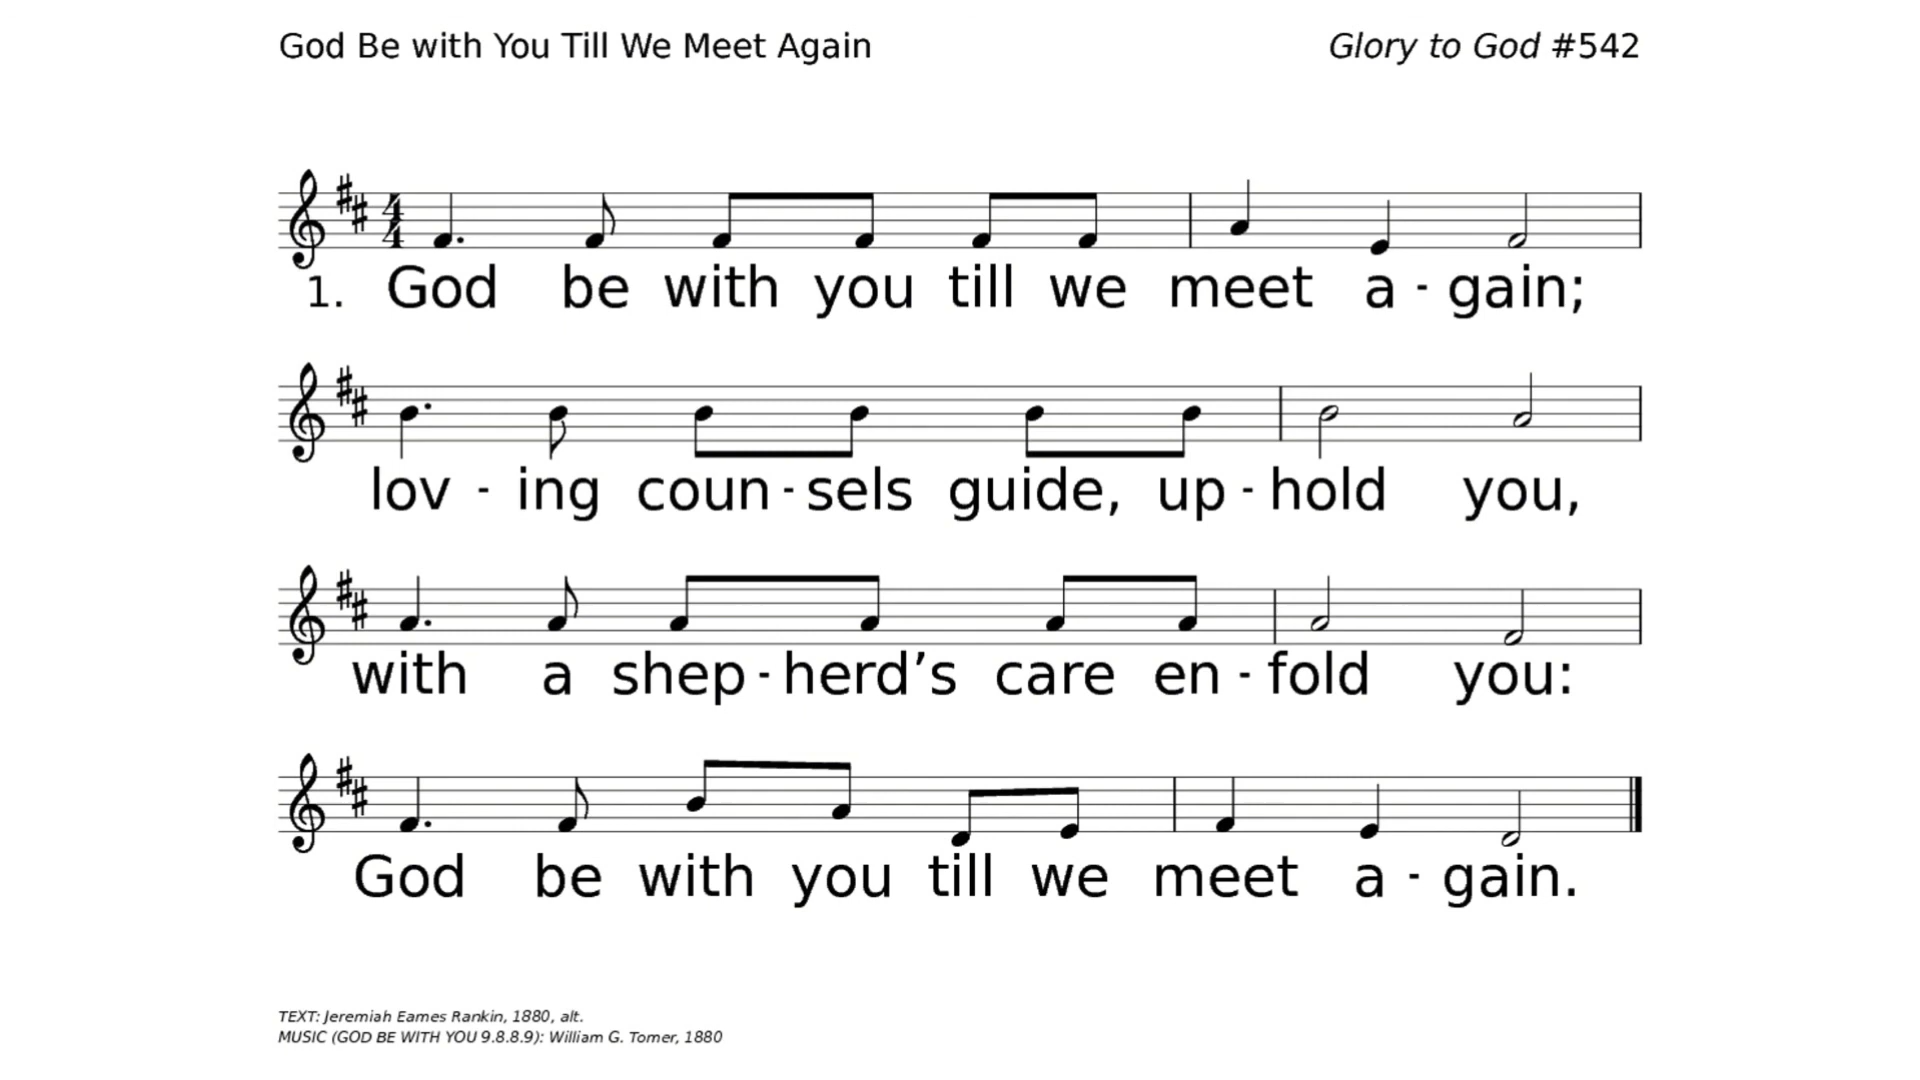 God Be with You Till We Meet Again
Glory to God #542
1. God be with you till we meet a - gain;
lov - ing coun - sels guide, up - hold you,
with a shep - herd’s care en - fold you:
God be with you till we meet a - gain.
TEXT: Jeremiah Eames Rankin, 1880, alt.
MUSIC (GOD BE WITH YOU 9.8.8.9): William G. Tomer, 1880